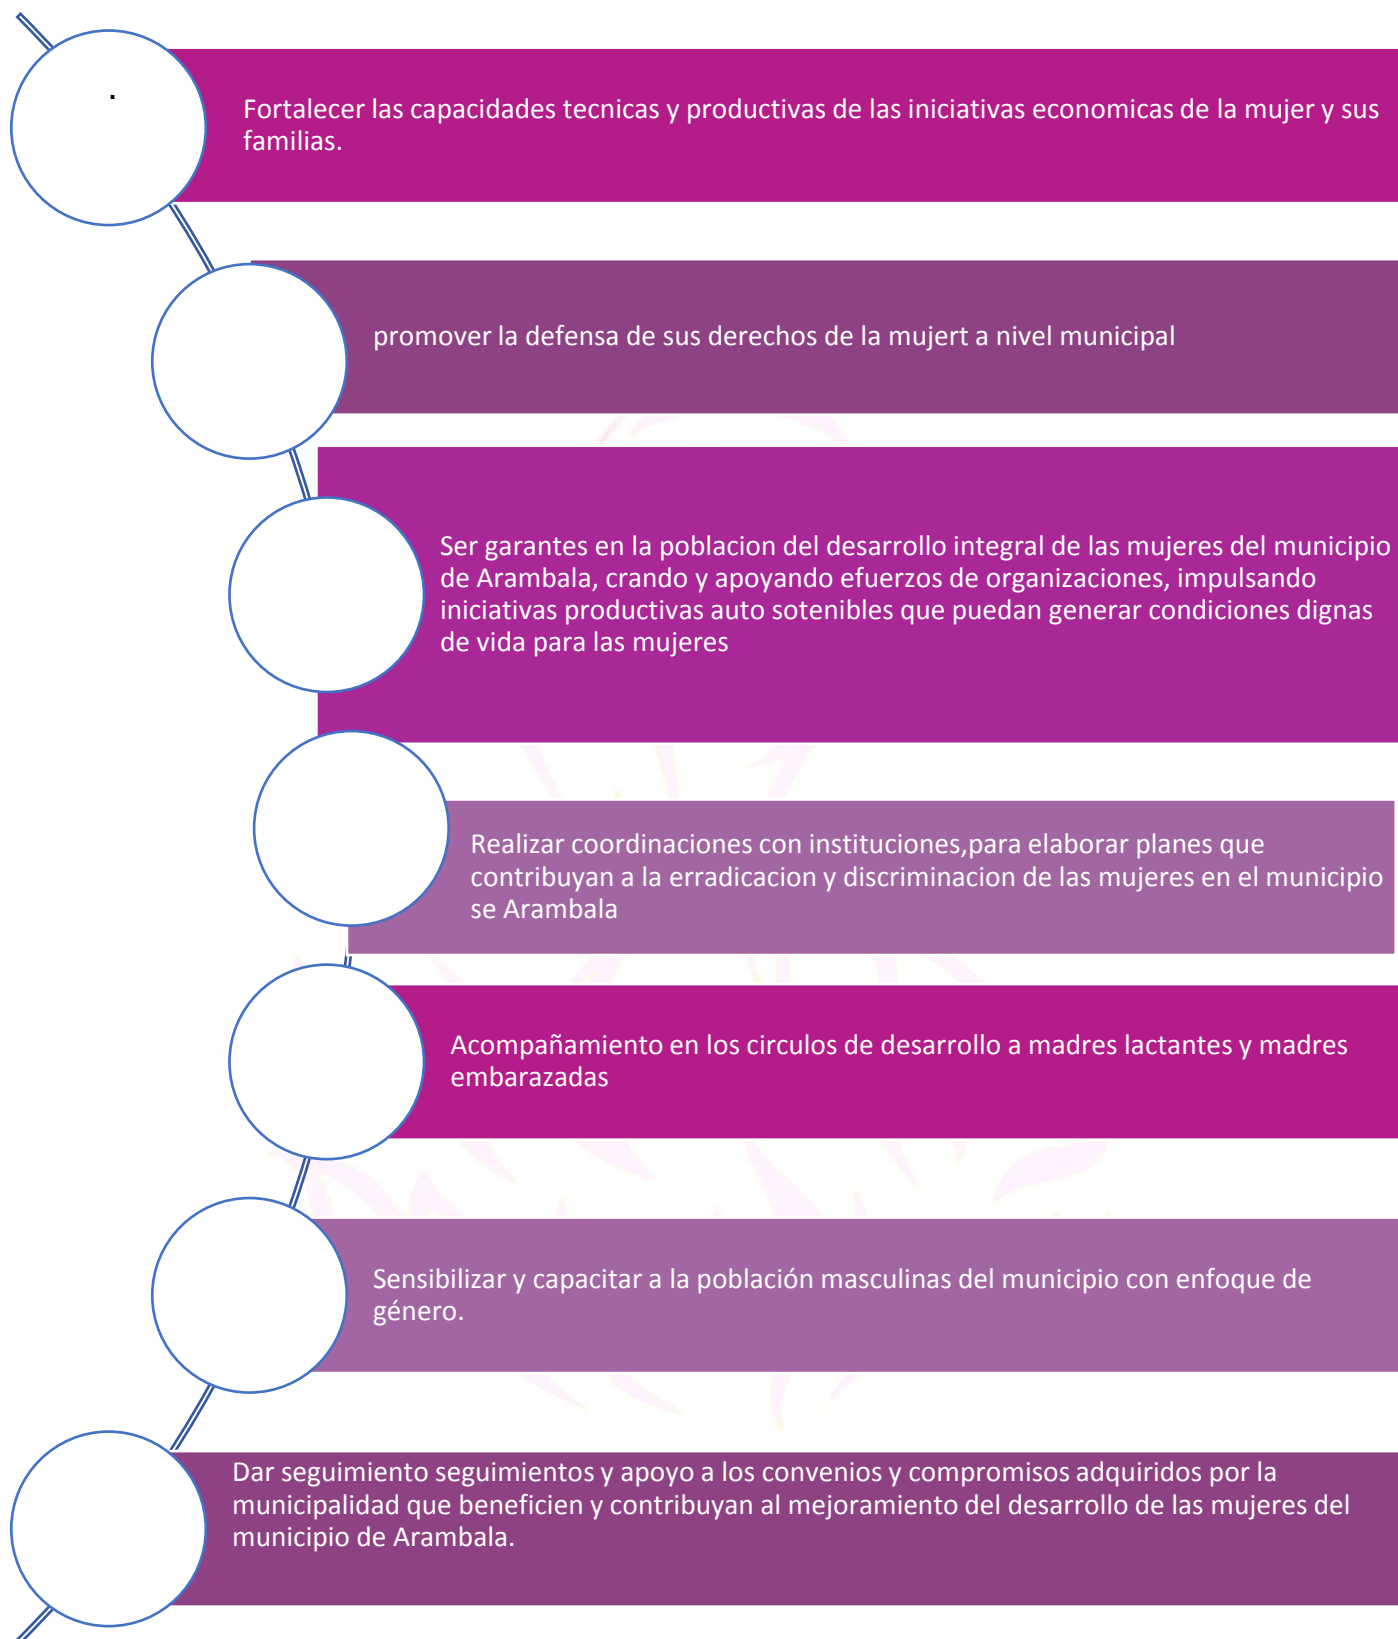 .
Fortalecer las capacidades tecnicas y productivas de las iniciativas economicas de la mujer y sus
familias.
promover la defensa de sus derechos de la mujert a nivel municipal
Ser garantes en la poblacion del desarrollo integral de las mujeres del municipio
de Arambala, crando y apoyando efuerzos de organizaciones, impulsando
iniciativas productivas auto sotenibles que puedan generar condiciones dignas
de vida para las mujeres
Realizar coordinaciones con instituciones,para elaborar planes que
contribuyan a la erradicacion y discriminacion de las mujeres en el municipio
se Arambala
Acompañamiento en los circulos de desarrollo a madres lactantes y madres
embarazadas
Sensibilizar y capacitar a la población masculinas del municipio con enfoque de
género.
Dar seguimiento seguimientos y apoyo a los convenios y compromisos adquiridos por la
municipalidad que beneficien y contribuyan al mejoramiento del desarrollo de las mujeres del
municipio de Arambala.